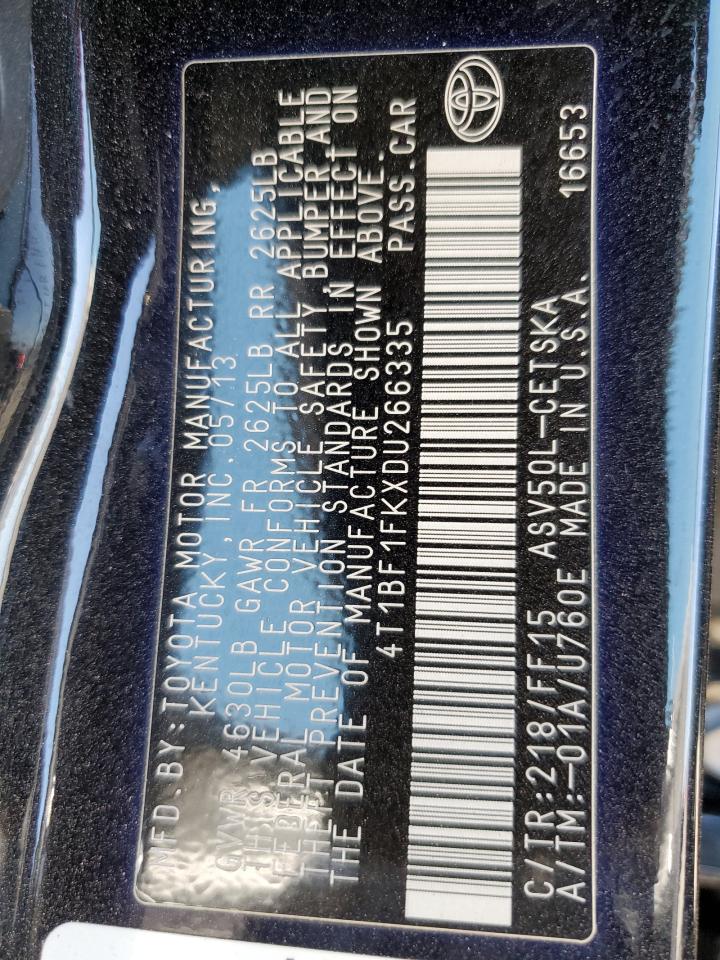 MFD.BY:TOYOTA MOTOR MANUFACTURING,
KENTUCKY,INC. 05/13
GVWR 4630LB GAWR FR 2625LB RR 2625LB
THIS VEHICLE CONFORMS TO ALL APPLICABLE
FEDERAL MOTOR VEHICLE SAFETY,BUMPER,AND
THEFT PREVENTION STANDARDS IN EFFECT ON
THE DATE OF MANUFACTURE SHOWN ABOVE.
4T1BF1FKXDU266335 PASS.CAR
C/TR:218/FF15 ASV50L-CETSKA 16653
A/TM:-01A/U760E MADE IN U.S.A.